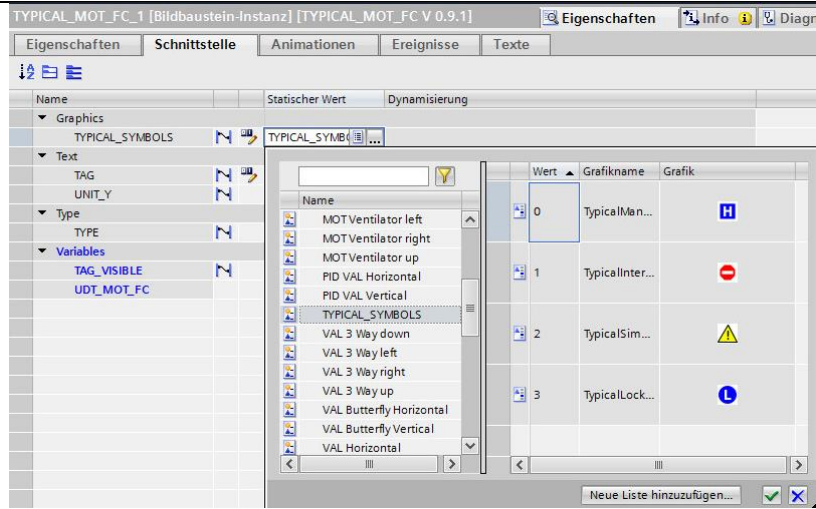 TYPICAL_MOT_FC_1 [Bildbaustein-Instanz] [TYPICAL_MOT_FC V 0.9.1]
Eigenschaften Info Diagn
Eigenschaften Schnittstelle Animationen Ereignisse Texte
Name Statischer Wert Dynamisierung
Graphics
TYPICAL_SYMBOLS TYPICAL_SYMB ...
Text
TAG
UNIT_Y
Type
TYPE
Variables
TAG_VISIBLE
UDT_MOT_FC
Name
MOT Ventilator left
MOT Ventilator right
MOT Ventilator up
PID VAL Horizontal
PID VAL Vertical
TYPICAL_SYMBOLS
VAL 3 Way down
VAL 3 Way left
VAL 3 Way right
VAL 3 Way up
VAL Butterfly Horizontal
VAL Butterfly Vertical
VAL Horizontal
Wert Grafikname Grafik
0 TypicalMan... H
1 TypicalInter...
2 TypicalSim...
3 TypicalLock... L
Neue Liste hinzuzufügen...